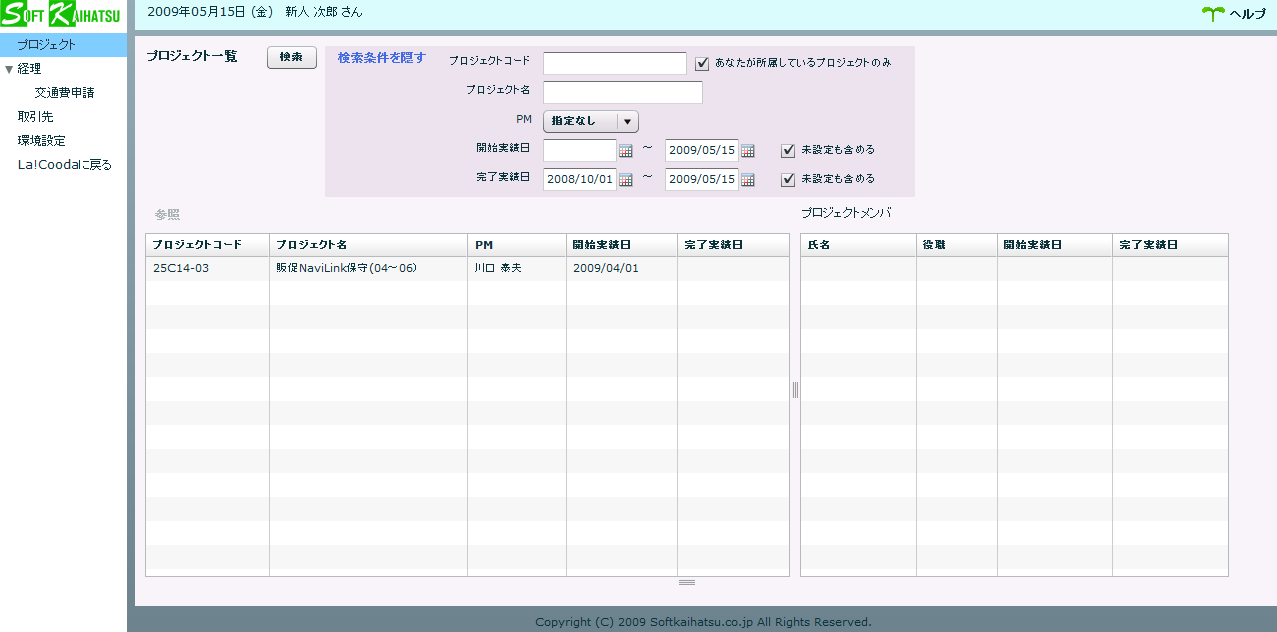 SOFT KAIHATSU
2009年05月15日 (金) 新人 次郎 さん
ヘルプ
プロジェクト
▼経理
交通費申請
取引先
環境設定
La!Coodaに戻る
プロジェクト一覧
検索
検索条件を隠す
プロジェクトコード
あなたが所属しているプロジェクトのみ
プロジェクト名
PM 指定なし ▼
開始実績日 ～ 2009/05/15 未設定も含める
完了実績日 2008/10/01 ～ 2009/05/15 未設定も含める
参照
プロジェクトコード プロジェクト名 PM 開始実績日 完了実績日
25C14-03 販促NaviLink保守(04～06) 川口 泰夫 2009/04/01
プロジェクトメンバ
氏名 役職 開始実績日 完了実績日
Copyright (C) 2009 Softkaihatsu.co.jp All Rights Reserved.